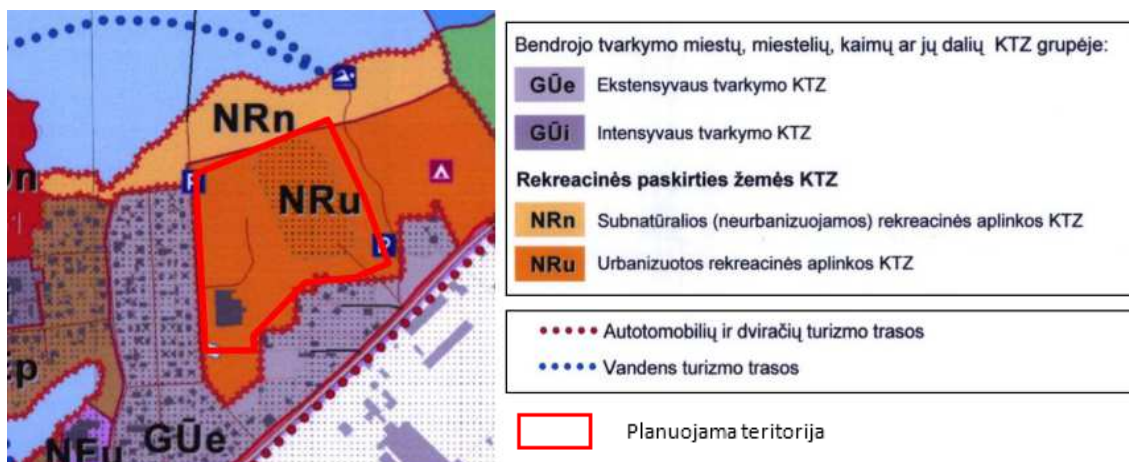 NRn
NRu
P
P
GŪe
Bendrojo tvarkymo miestų, miestelių, kaimų ar jų dalių KTZ grupėje:
GŪe Ekstensyvaus tvarkymo KTZ
GŪi Intensyvaus tvarkymo KTZ
Rekreacinės paskirties žemės KTZ
NRn Subnatūralios (neurbanizuojamos) rekreacinės aplinkos KTZ
NRu Urbanizuotos rekreacinės aplinkos KTZ
Autotomobilių ir dviračių turizmo trasos
Vandens turizmo trasos
Planuojama teritorija